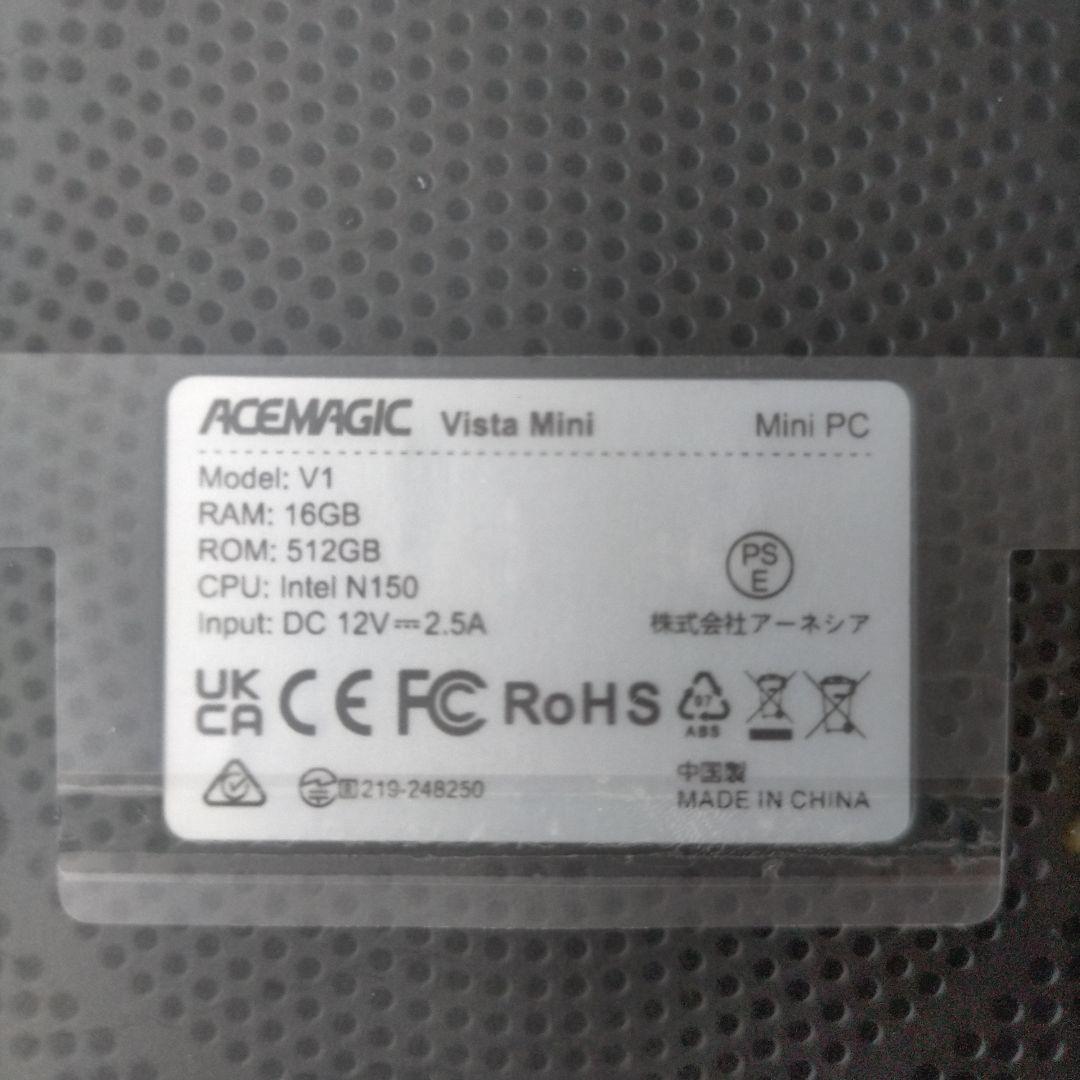 ACEMAGIC Vista Mini Mini PC
Model: V1
RAM: 16GB
ROM: 512GB
CPU: Intel N150
Input: DC 12V⎓2.5A
PS
E
株式会社アーネシア
UK
CA CE FC RoHS
97
ABS
219-248250
中国製
MADE IN CHINA